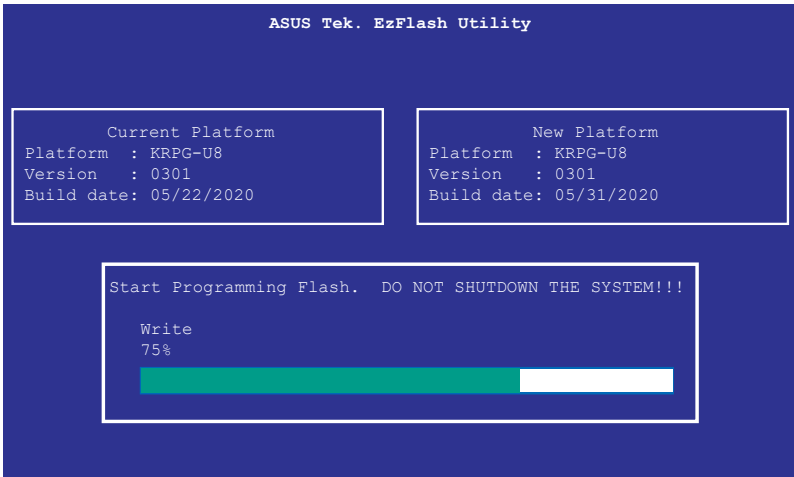 ASUS Tek. EzFlash Utility
Current Platform
Platform : KRPG-U8
Version : 0301
Build date: 05/22/2020
New Platform
Platform : KRPG-U8
Version : 0301
Build date: 05/31/2020
Start Programming Flash. DO NOT SHUTDOWN THE SYSTEM!!!
Write
75%